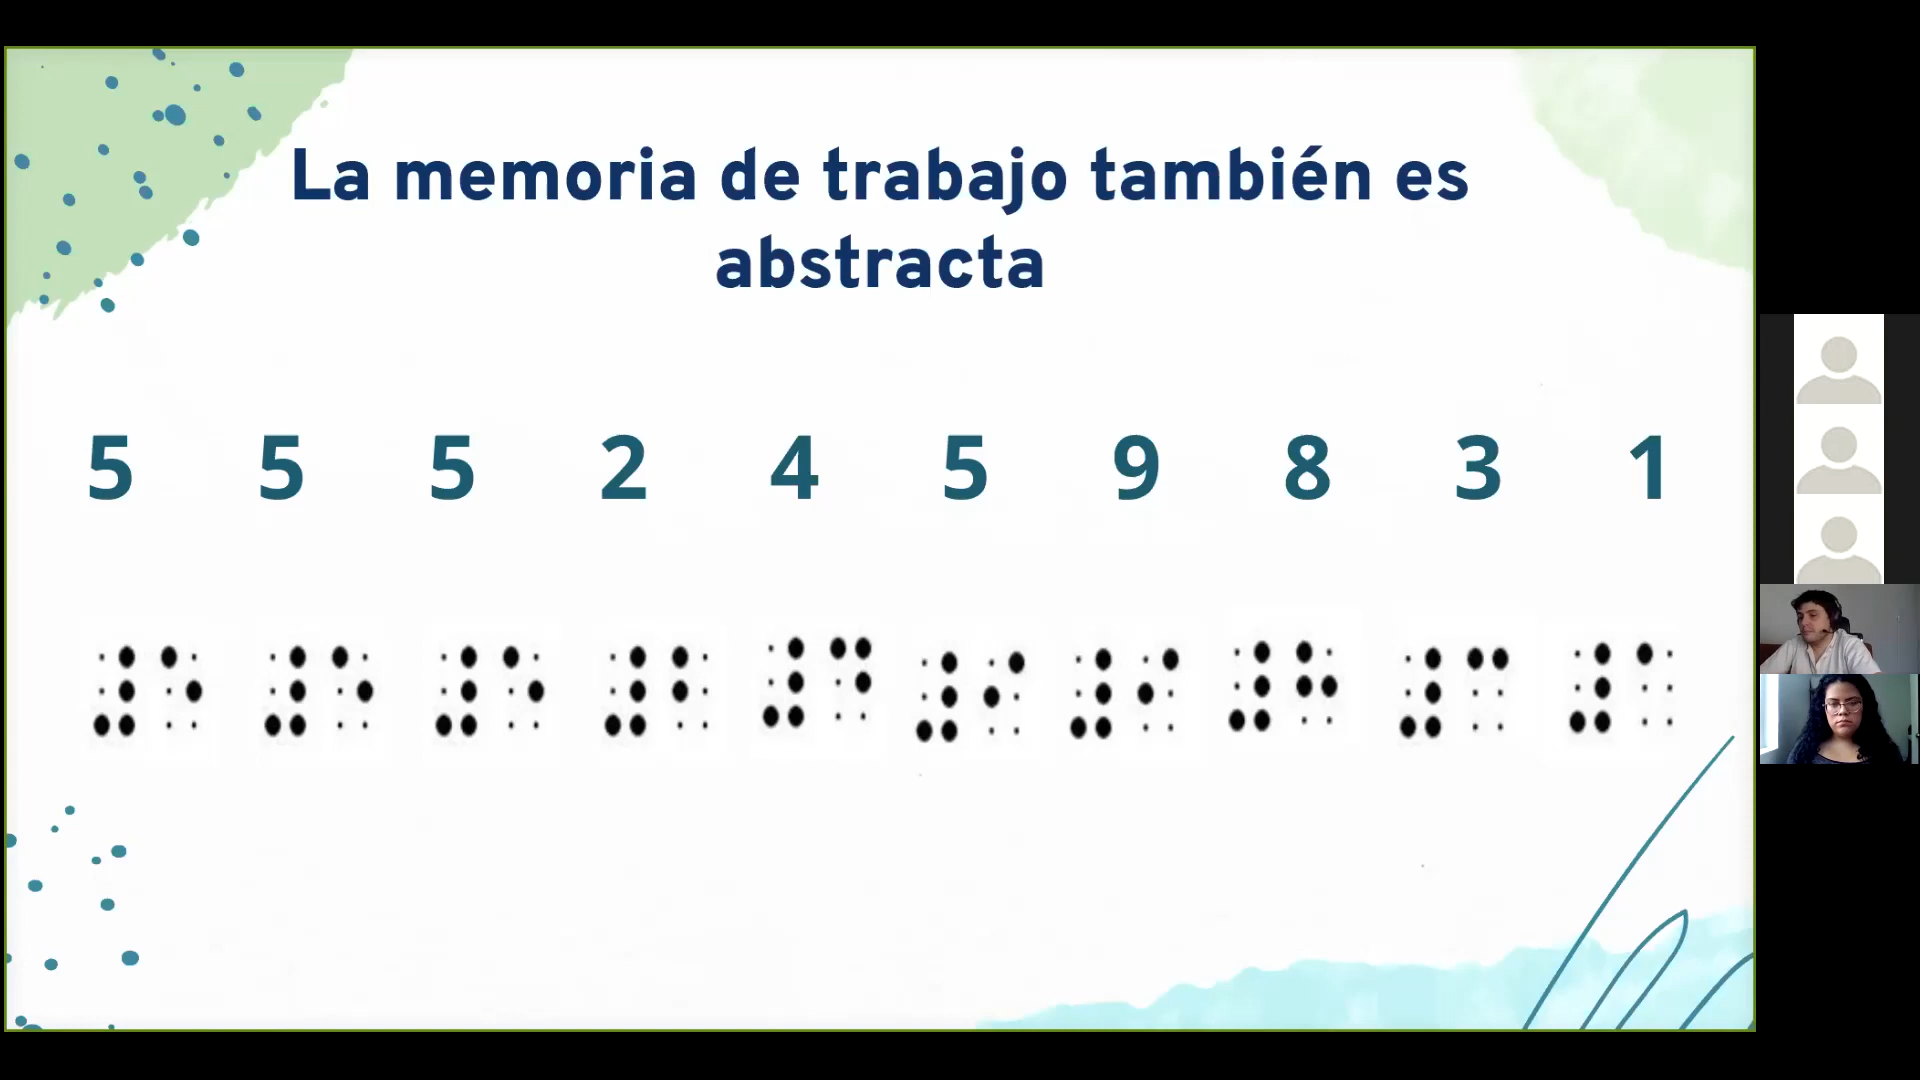 La memoria de trabajo también es
abstracta
5 5 5 2 4 5 9 8 3 1
⠼⠑ ⠼⠑ ⠼⠑ ⠼⠃ ⠼⠙ ⠼⠊ ⠼⠊ ⠼⠓ ⠼⠉ ⠼⠁